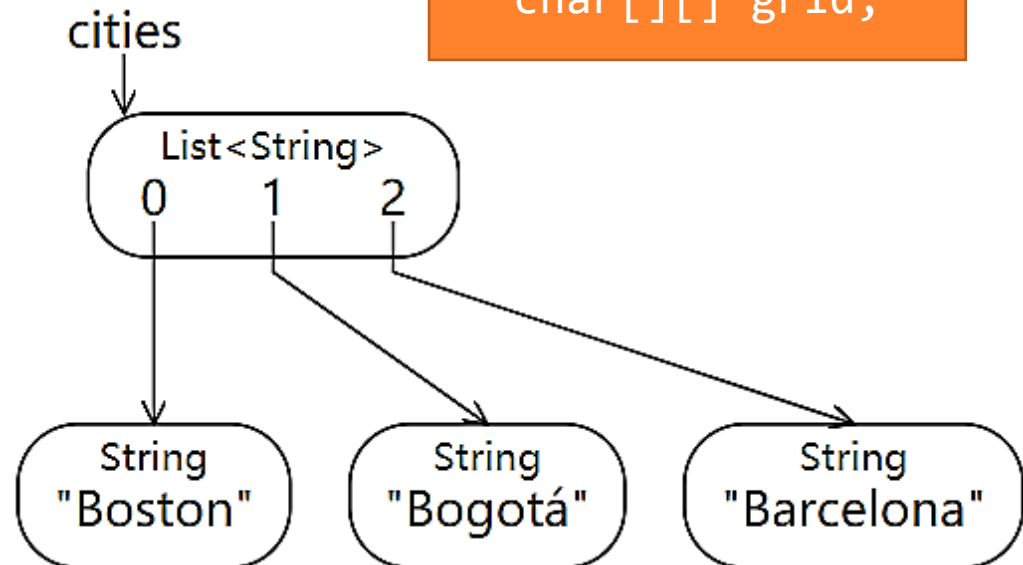 char[][] grid;
cities
List<String>
0 1 2
String
"Boston"
String
"Bogotá"
String
"Barcelona"